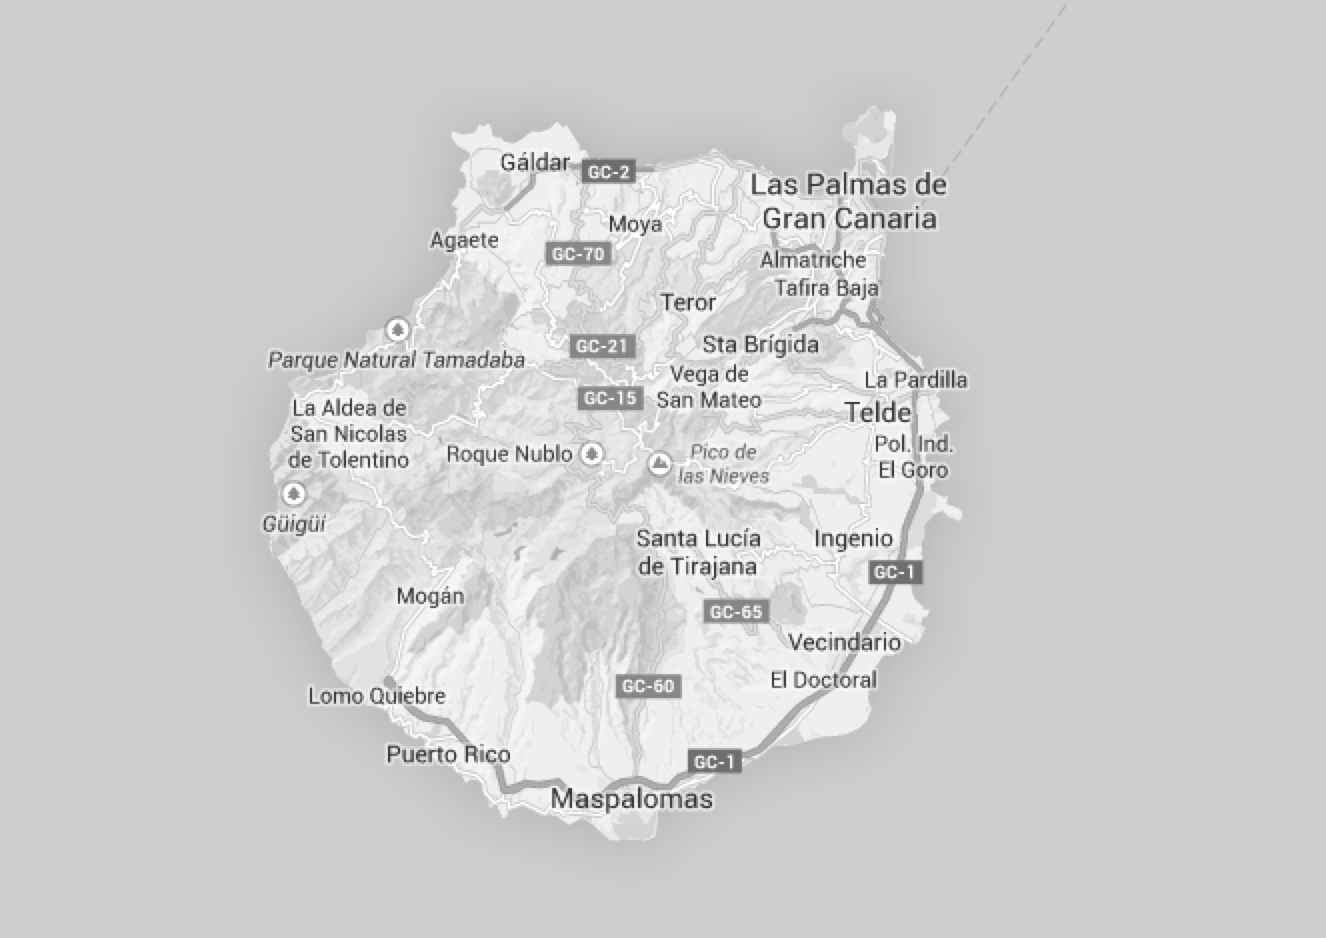 Gáldar
GC-2
Las Palmas de
Gran Canaria
Moya
Agaete
GC-70
Almatriche
Tafira Baja
Teror
Parque Natural Tamadaba
GC-21
Sta Brígida
Vega de
San Mateo
La Pardilla
GC-15
La Aldea de
San Nicolas
de Tolentino
Telde
Roque Nublo
Pico de
las Nieves
Pol. Ind.
El Goro
Güigüí
Santa Lucía
de Tirajana
Ingenio
GC-1
Mogán
GC-65
Vecindario
El Doctoral
GC-60
Lomo Quiebre
Puerto Rico
GC-1
Maspalomas